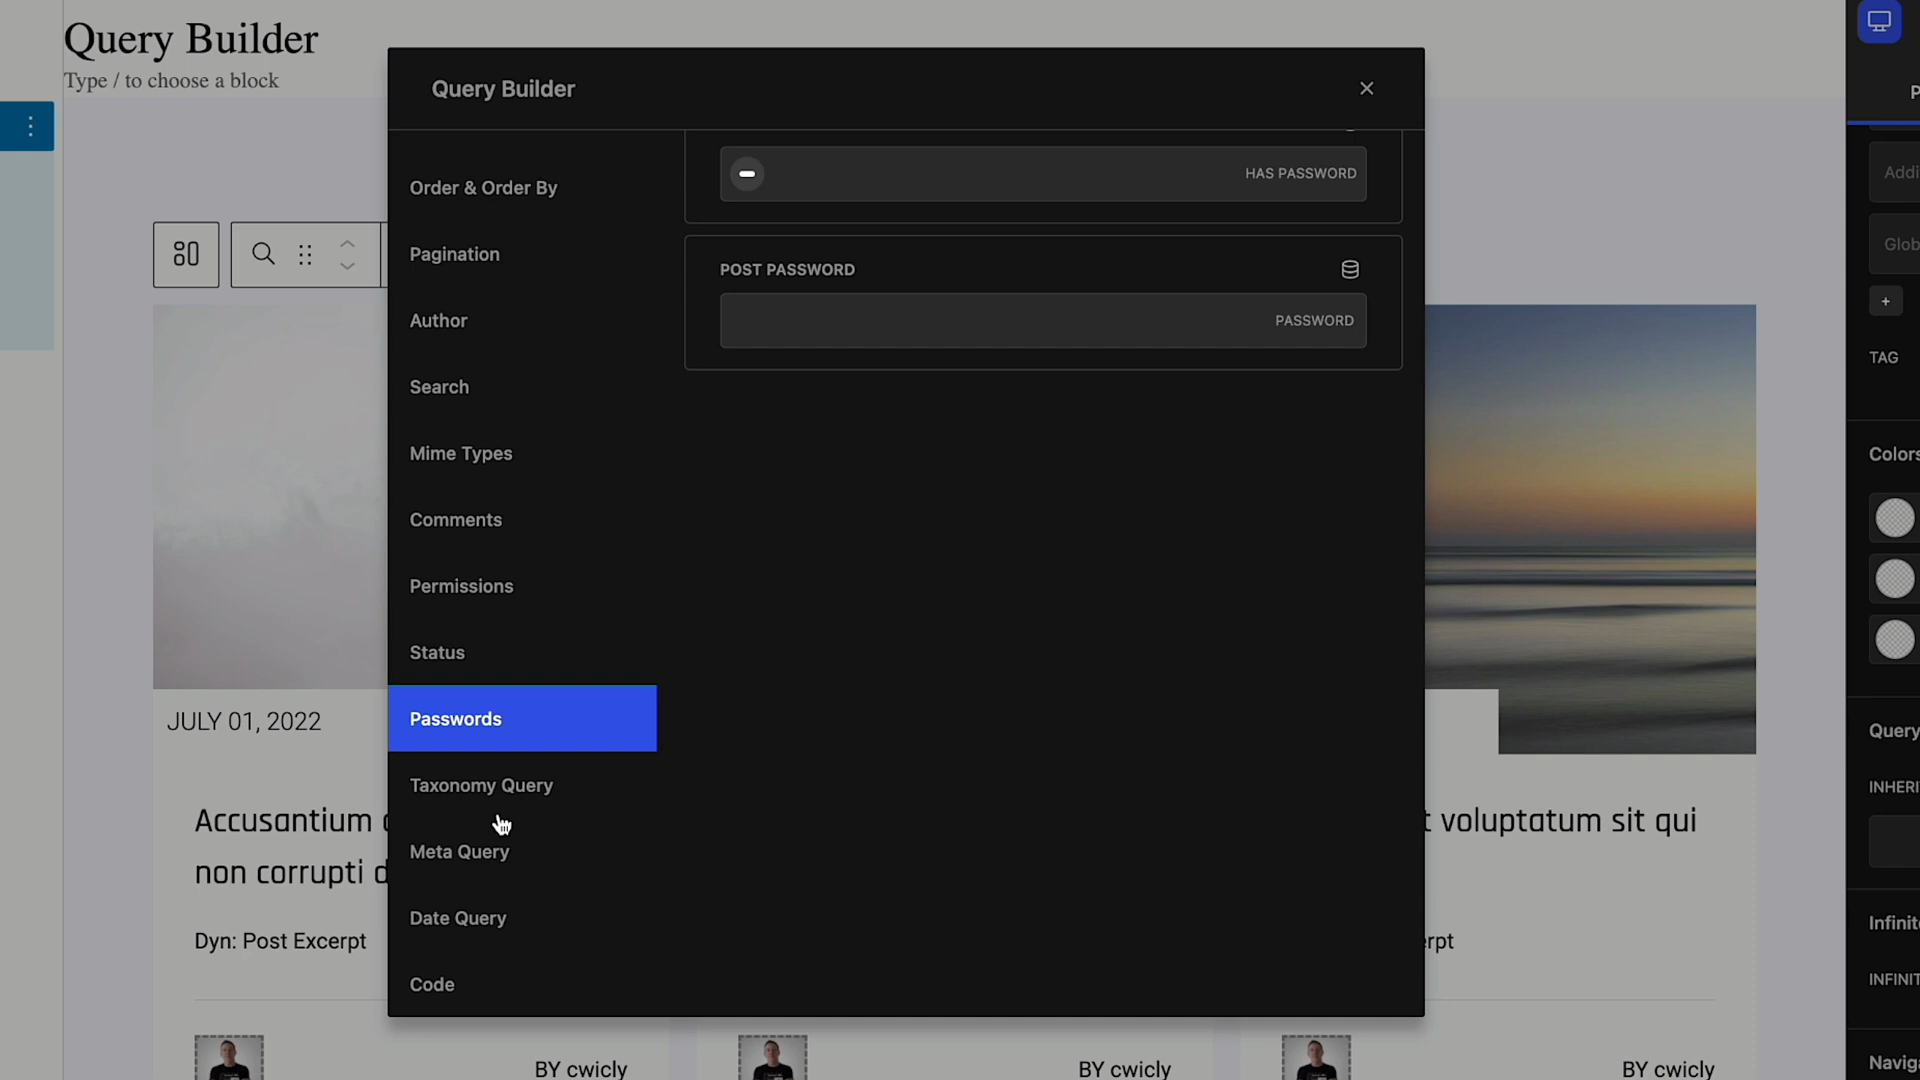 Query Builder
Type / to choose a block
Query Builder
Order & Order By
Pagination
Author
Search
Mime Types
Comments
Permissions
Status
Passwords
Taxonomy Query
Meta Query
Date Query
Code
HAS PASSWORD
POST PASSWORD
PASSWORD
JULY 01, 2022
Accusantium
non corrupti d
Dyn: Post Excerpt
BY cwicly
BY cwicly
t voluptatum sit qui
erpt
BY cwicly
P
Addi
Glob
+
TAG
Colors
Query
INHERI
Infinit
INFINIT
Naviga